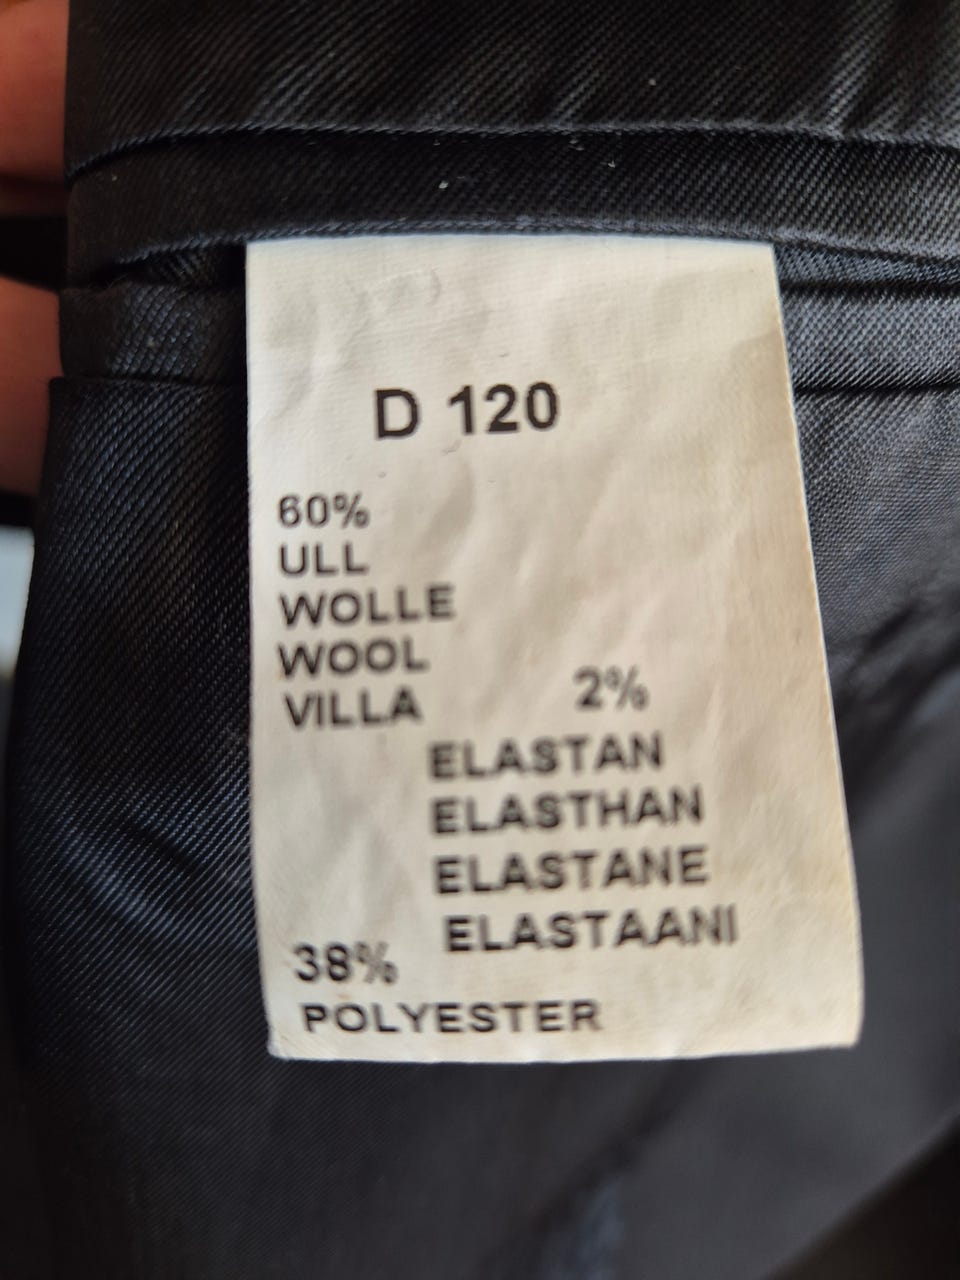 D 120
60%
ULL
WOLLE
WOOL
VILLA
2%
ELASTAN
ELASTHAN
ELASTANE
ELASTAANI
38%
POLYESTER